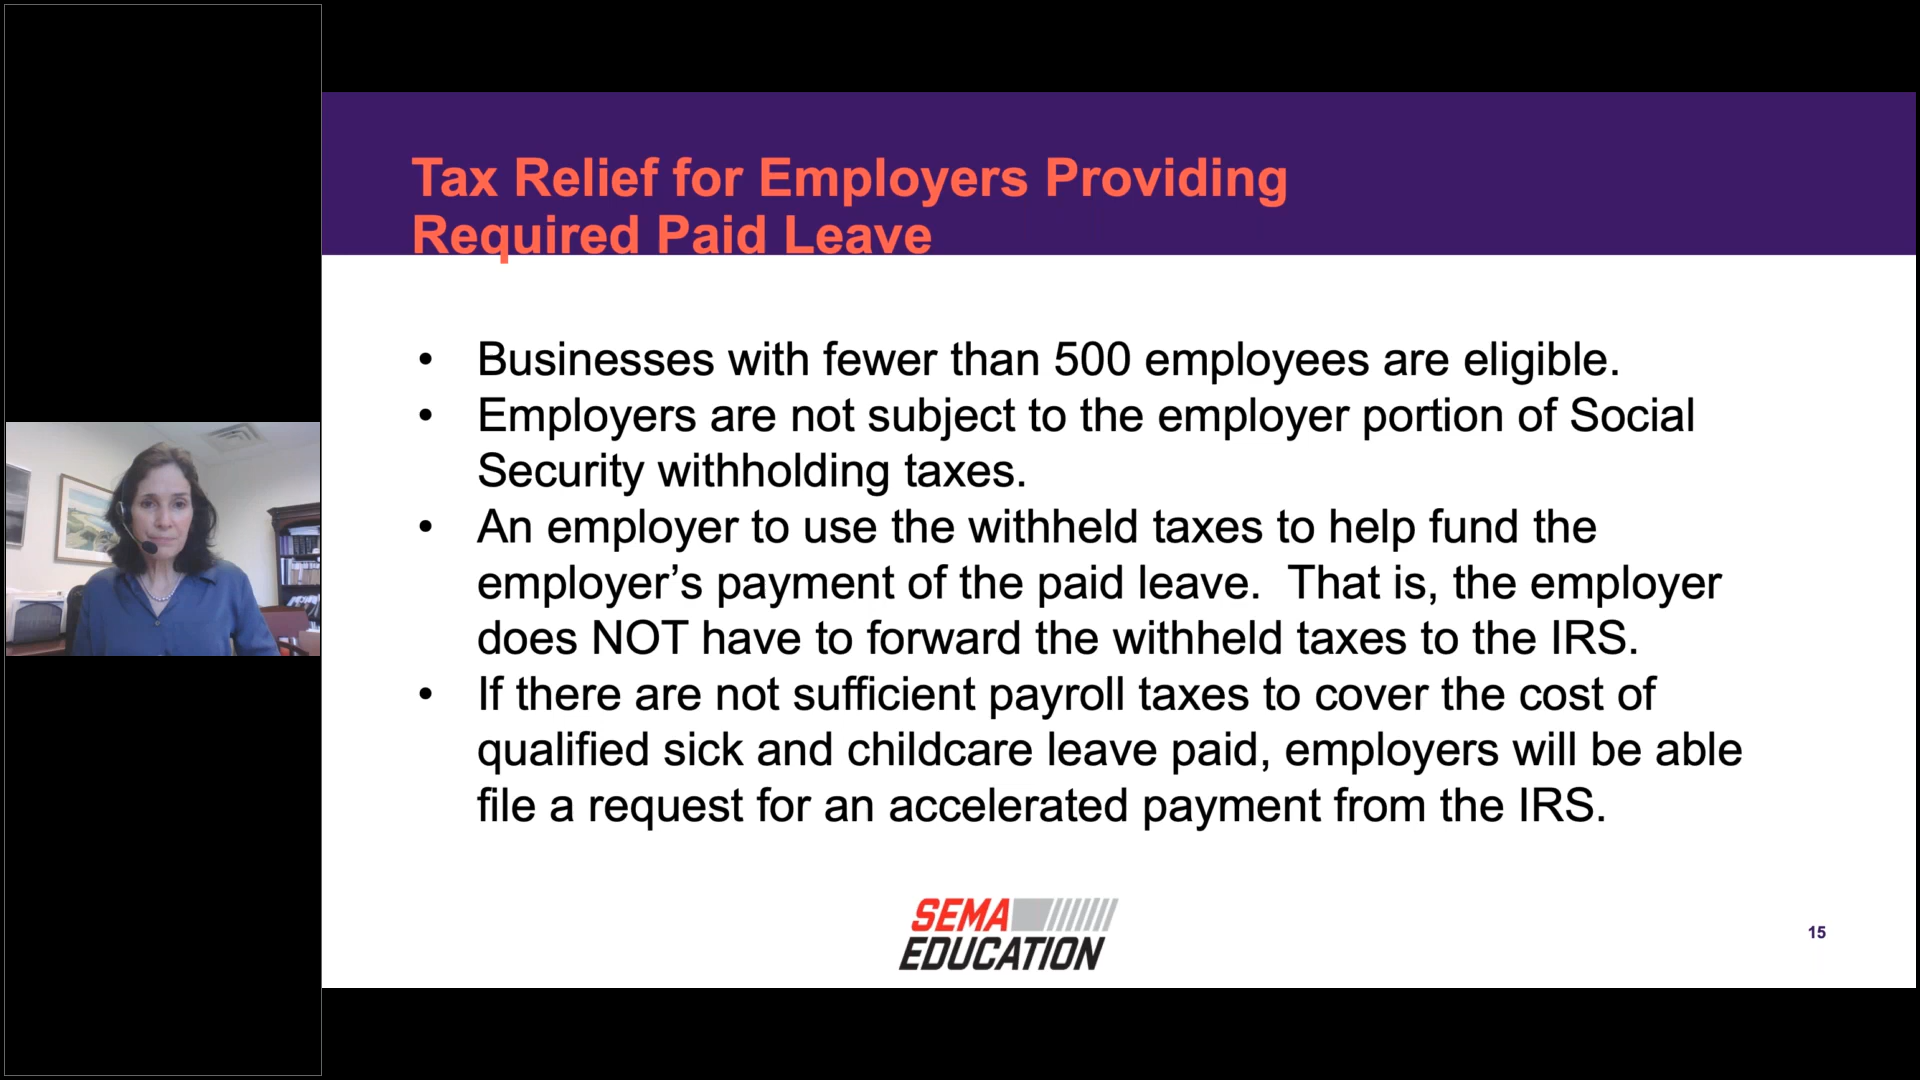 Tax Relief for Employers Providing
Required Paid Leave
• Businesses with fewer than 500 employees are eligible.
• Employers are not subject to the employer portion of Social
Security withholding taxes.
• An employer to use the withheld taxes to help fund the
employer’s payment of the paid leave.  That is, the employer
does NOT have to forward the withheld taxes to the IRS.
• If there are not sufficient payroll taxes to cover the cost of
qualified sick and childcare leave paid, employers will be able
file a request for an accelerated payment from the IRS.
SEMA
EDUCATION
15